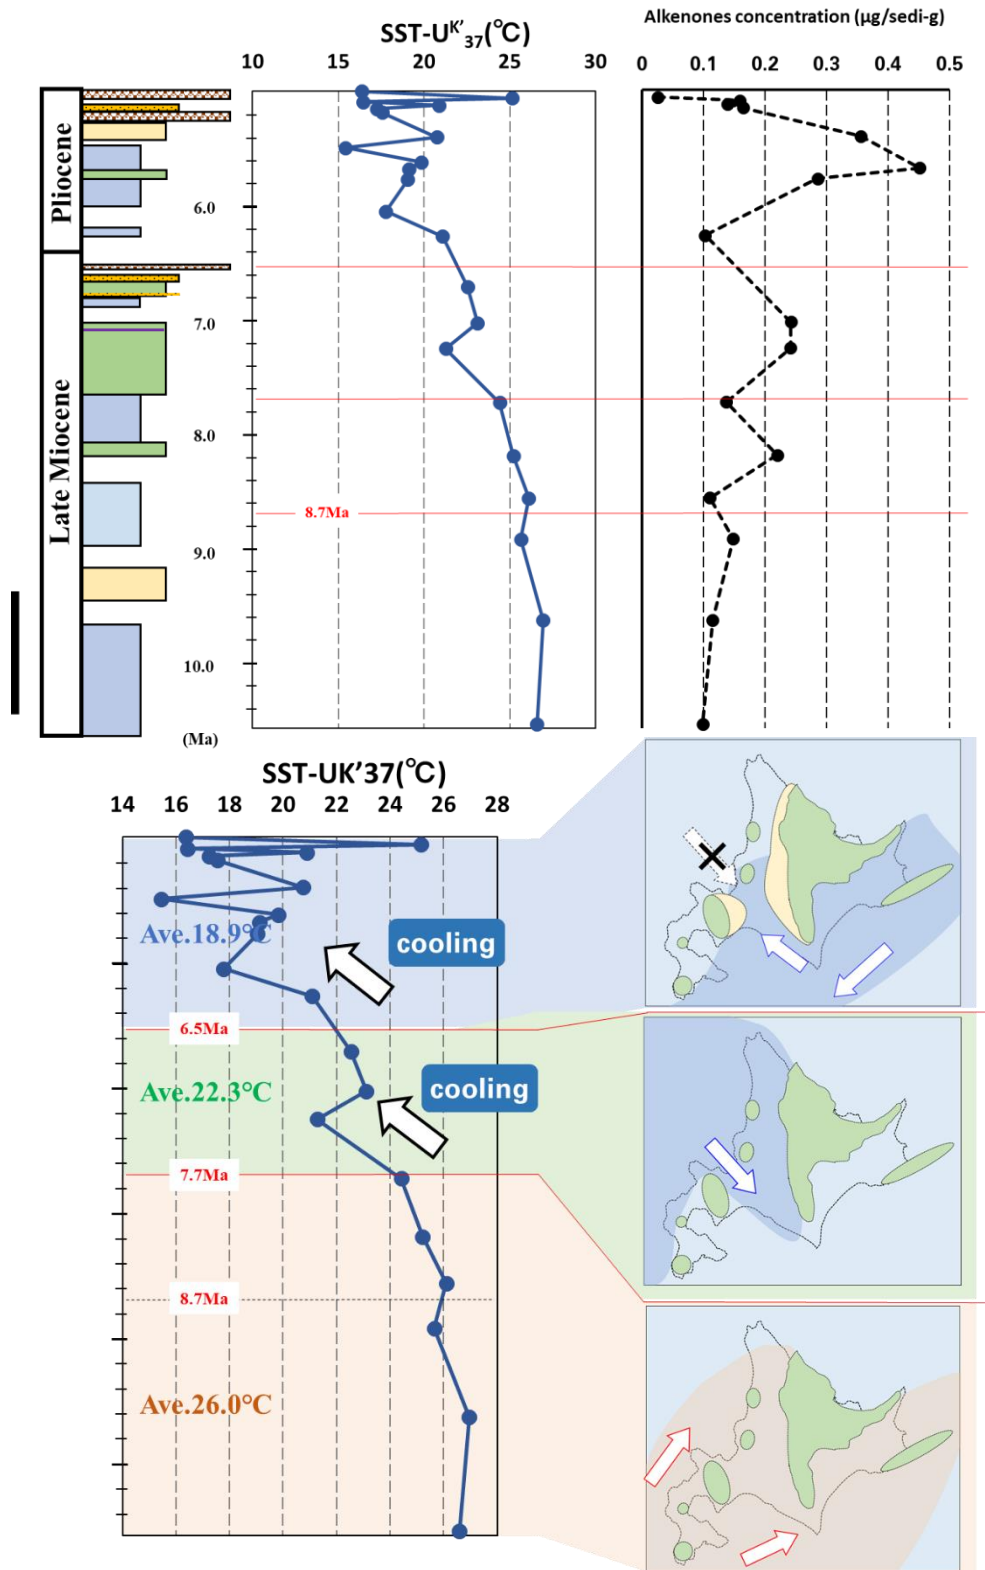 SST-U^K'_37(℃)
10 15 20 25 30
Alkenones concentration (μg/sedi-g)
0 0.1 0.2 0.3 0.4 0.5
Pliocene
Late Miocene
6.0
7.0
8.0
8.7Ma
9.0
10.0
(Ma)
SST-UK'37(℃)
14 16 18 20 22 24 26 28
Ave.18.9°C
cooling
6.5Ma
Ave.22.3°C
cooling
7.7Ma
8.7Ma
Ave.26.0°C